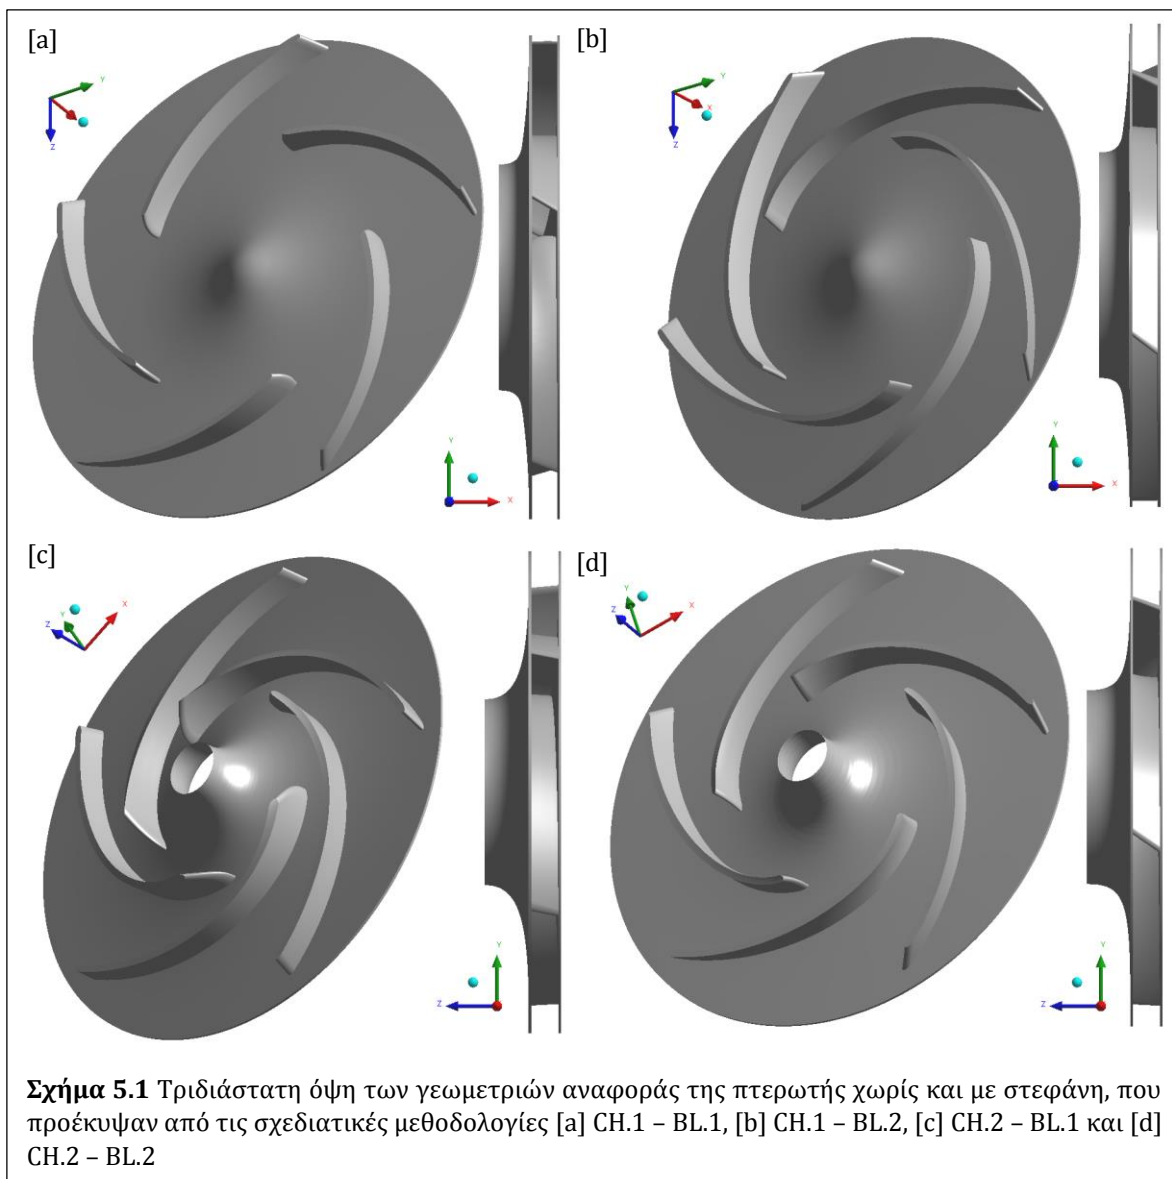 [a]
[b]
Y
Z
X
Z
Y
X
Y
X
[c]
[d]
X
Y
Z
X
Y
Z
Y
Z
Y
Z
Σχήμα 5.1 Τριδιάστατη όψη των γεωμετριών αναφοράς της πτερωτής χωρίς και με στεφάνη, που
προέκυψαν από τις σχεδιατικές μεθοδολογίες [a] CH.1 – BL.1, [b] CH.1 – BL.2, [c] CH.2 – BL.1 και [d]
CH.2 – BL.2